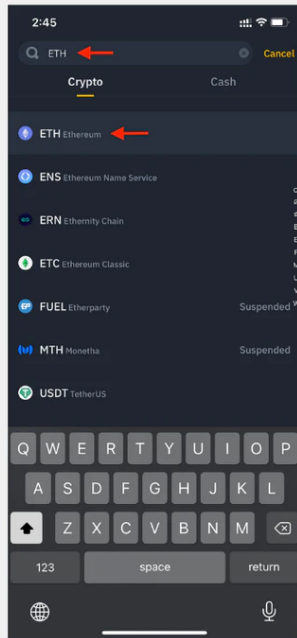 2:45
ETH
Cancel
Crypto
Cash
ETH Ethereum
ENS Ethereum Name Service
ERN Ethernity Chain
ETC Ethereum Classic
FUEL Etherparty
Suspended
MTH Monetha
Suspended
USDT TetherUS
Q W E R T Y U I O P
A S D F G H J K L
Z X C V B N M
123
space
return